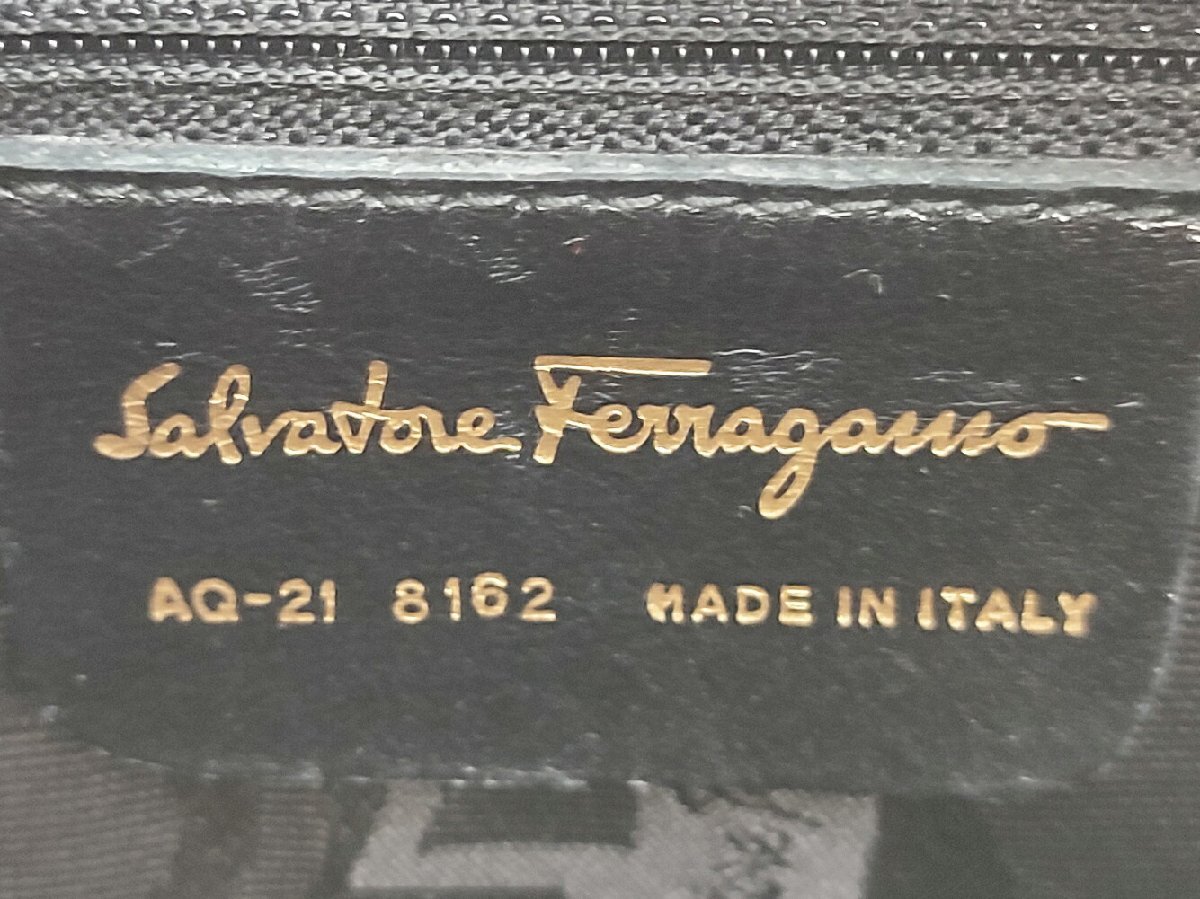 Salvatore Ferragamo
AQ-21 8162 MADE IN ITALY